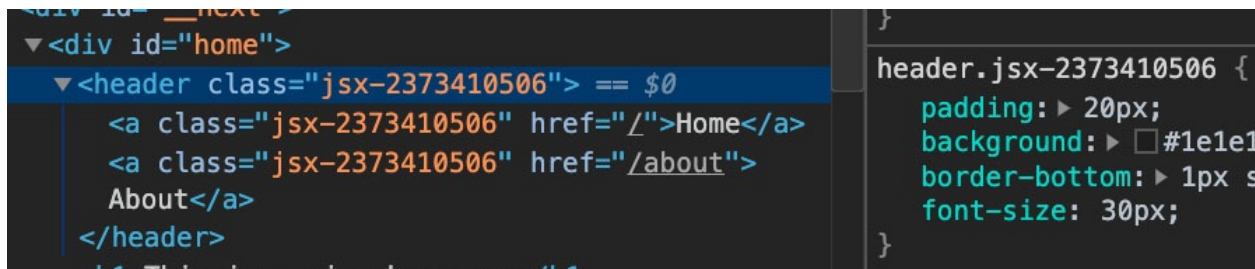 ▼<div id="home">
▼<header class="jsx-2373410506"> == $0
<a class="jsx-2373410506" href="/">Home</a>
<a class="jsx-2373410506" href="/about">
About</a>
</header>
}
header.jsx-2373410506 {
padding:▶ 20px;
background:▶ #1e1e1
border-bottom:▶ 1px s
font-size: 30px;
}